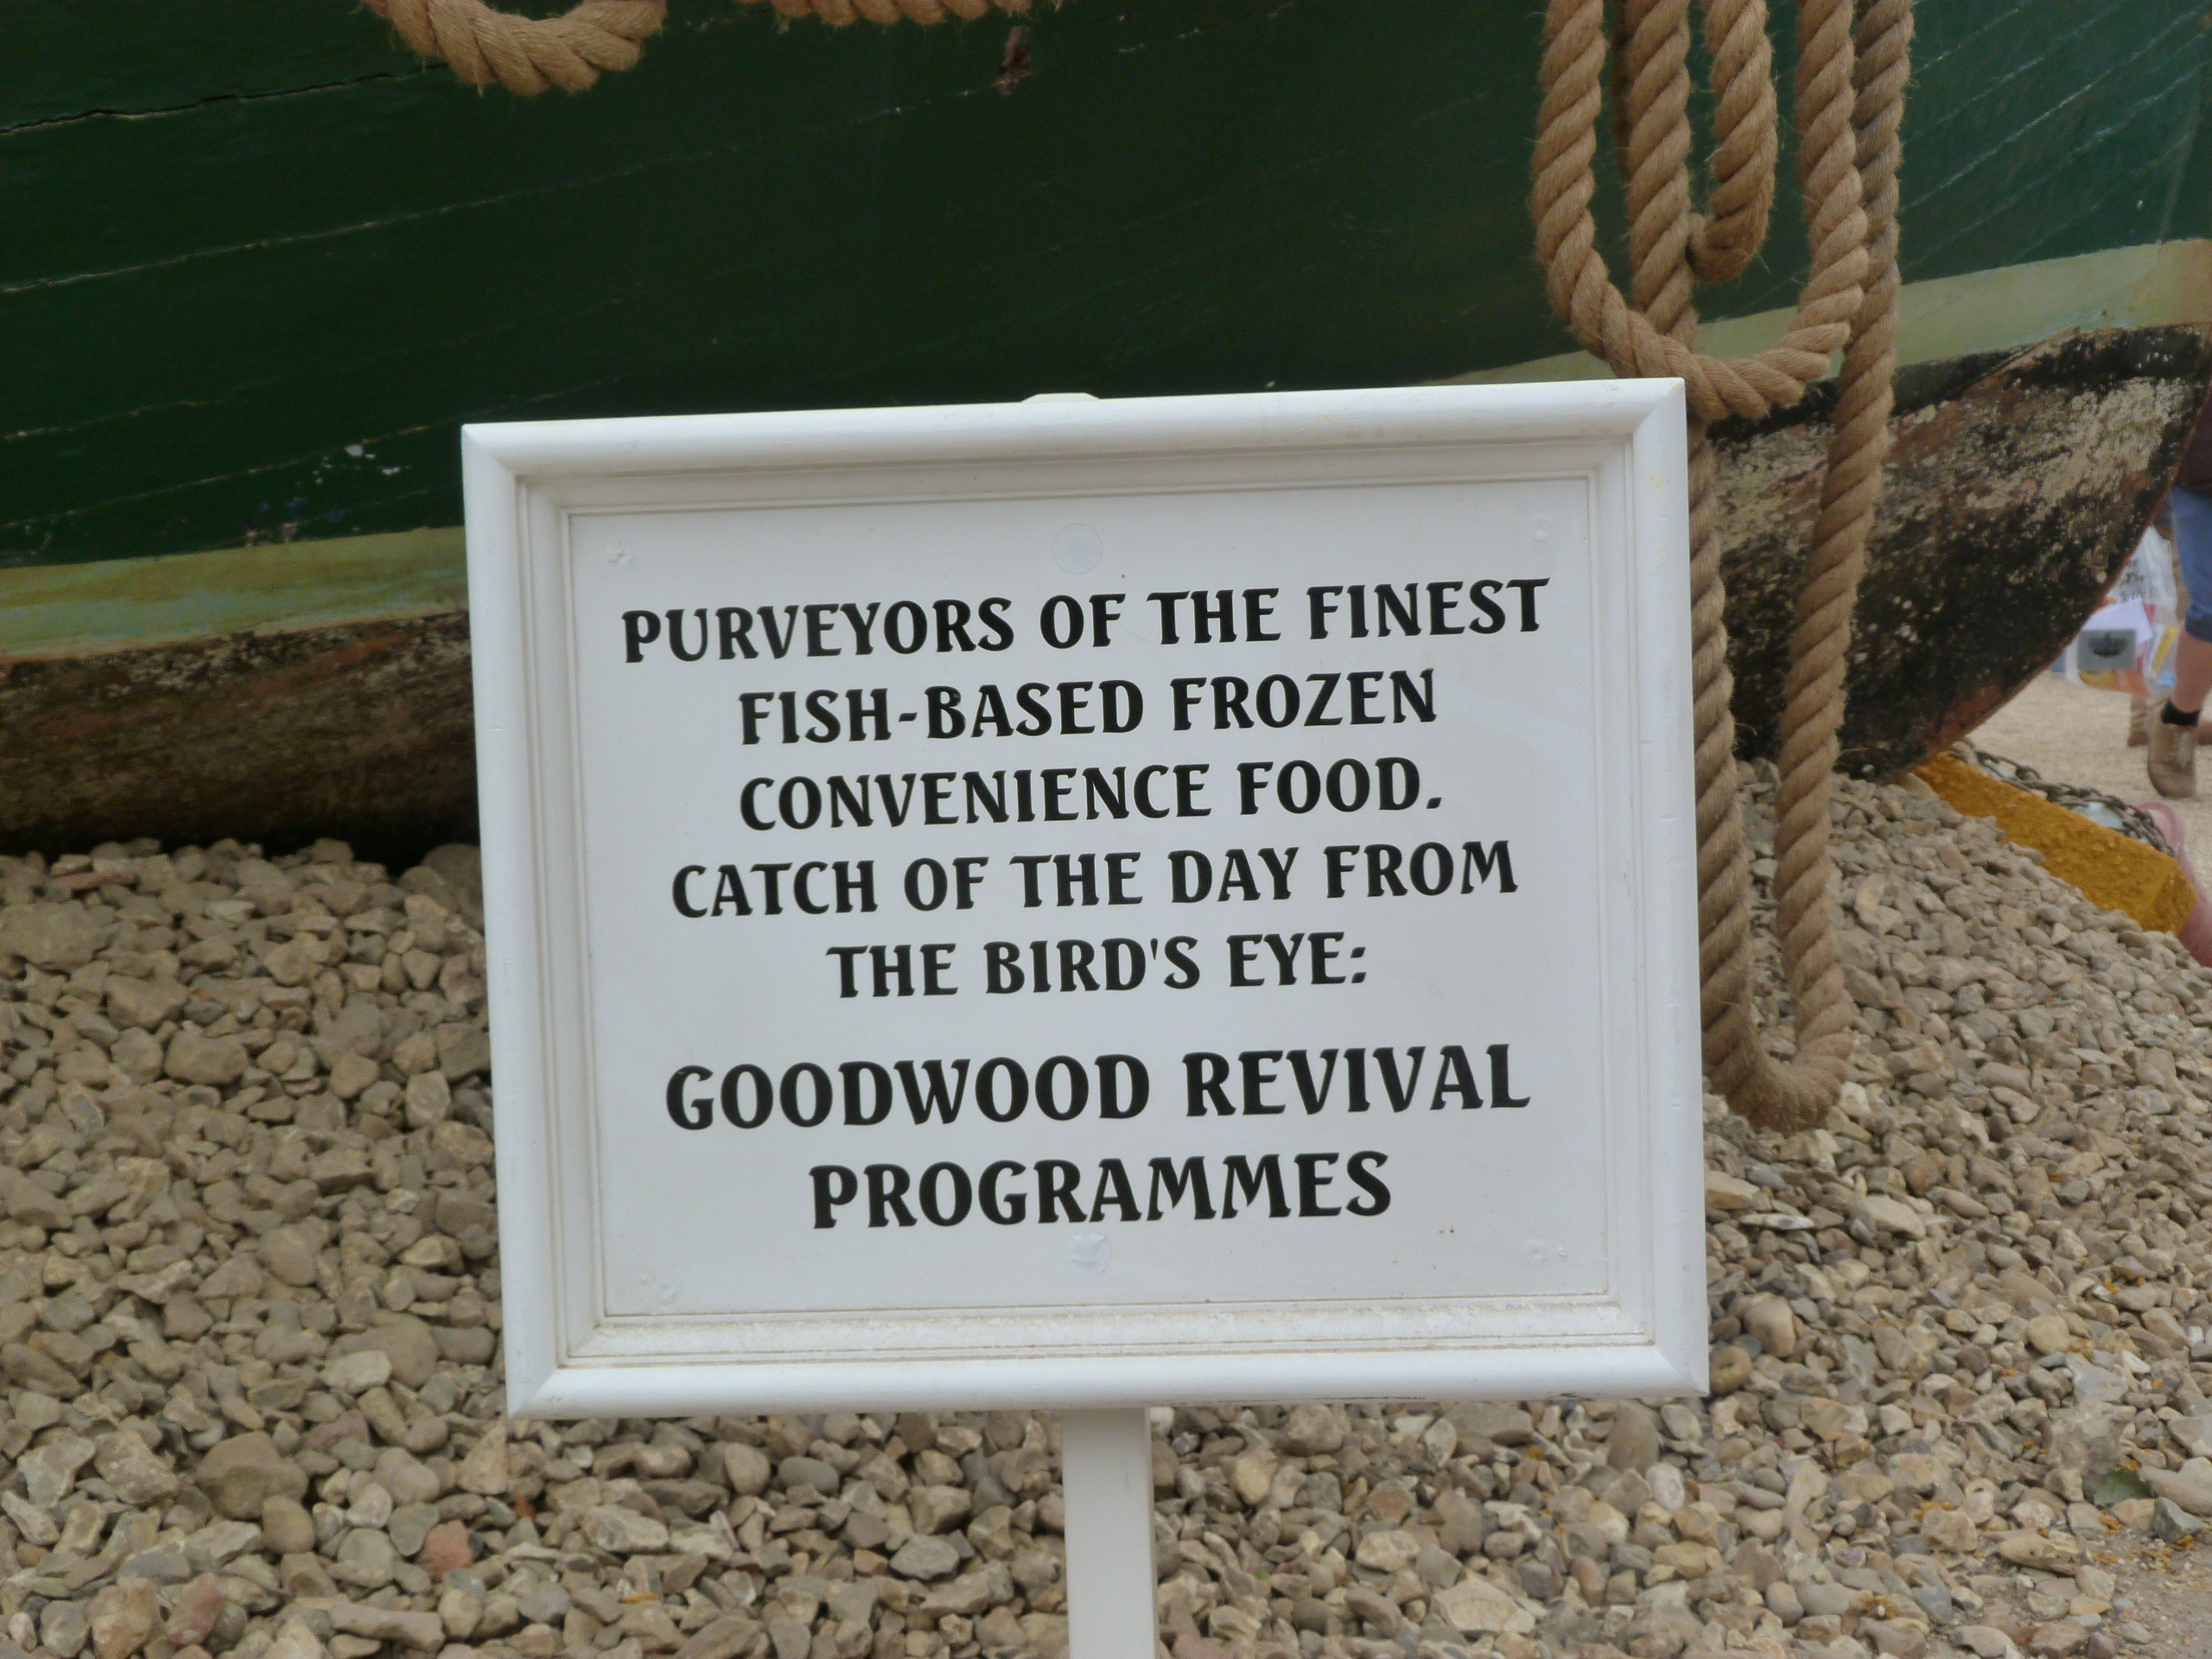 PURVEYORS OF THE FINEST
FISH-BASED FROZEN
CONVENIENCE FOOD.
CATCH OF THE DAY FROM
THE BIRD'S EYE:
GOODWOOD REVIVAL
PROGRAMMES